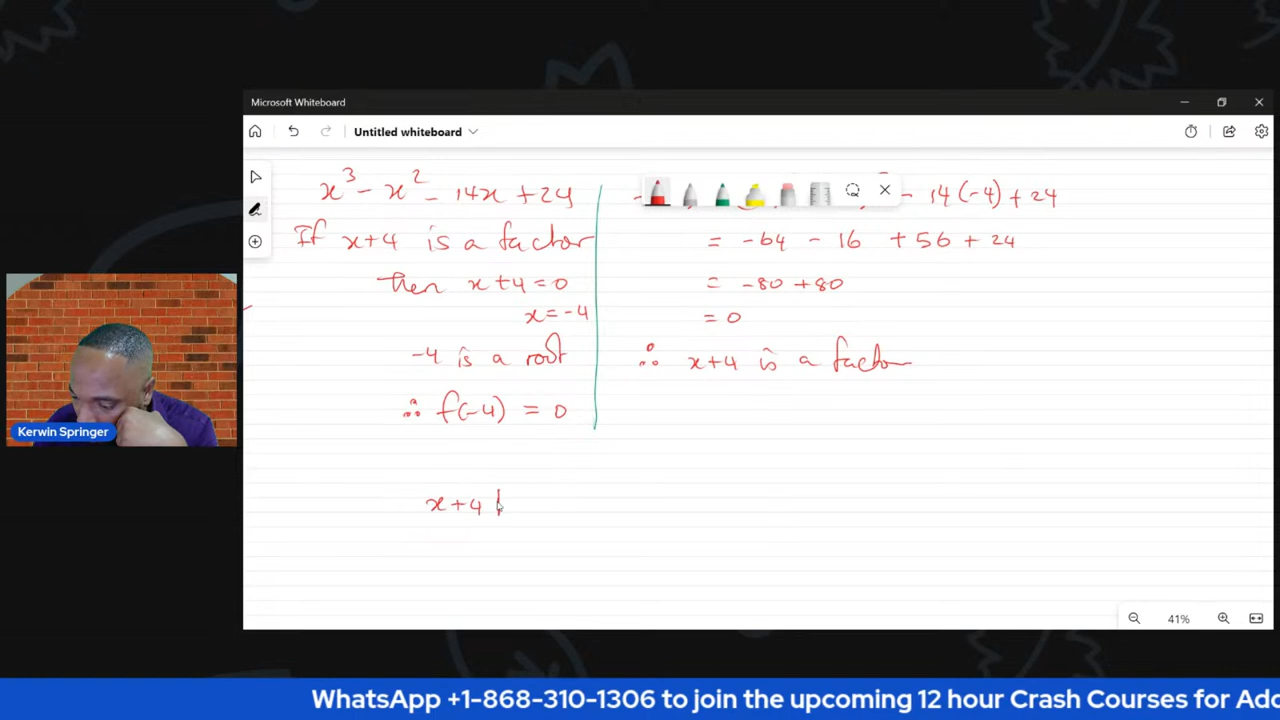 Microsoft Whiteboard
Untitled whiteboard
x³ - x² - 14x + 24
If x+4 is a factor
then x+4=0
x=-4
-4 is a root
∴ f(-4) = 0
- 14(-4) + 24
= -64 - 16 + 56 + 24
= -80 + 80
= 0
∴ x+4 is a factor
x+4
Kerwin Springer
41%
WhatsApp +1-868-310-1306 to join the upcoming 12 hour Crash Courses for Ad